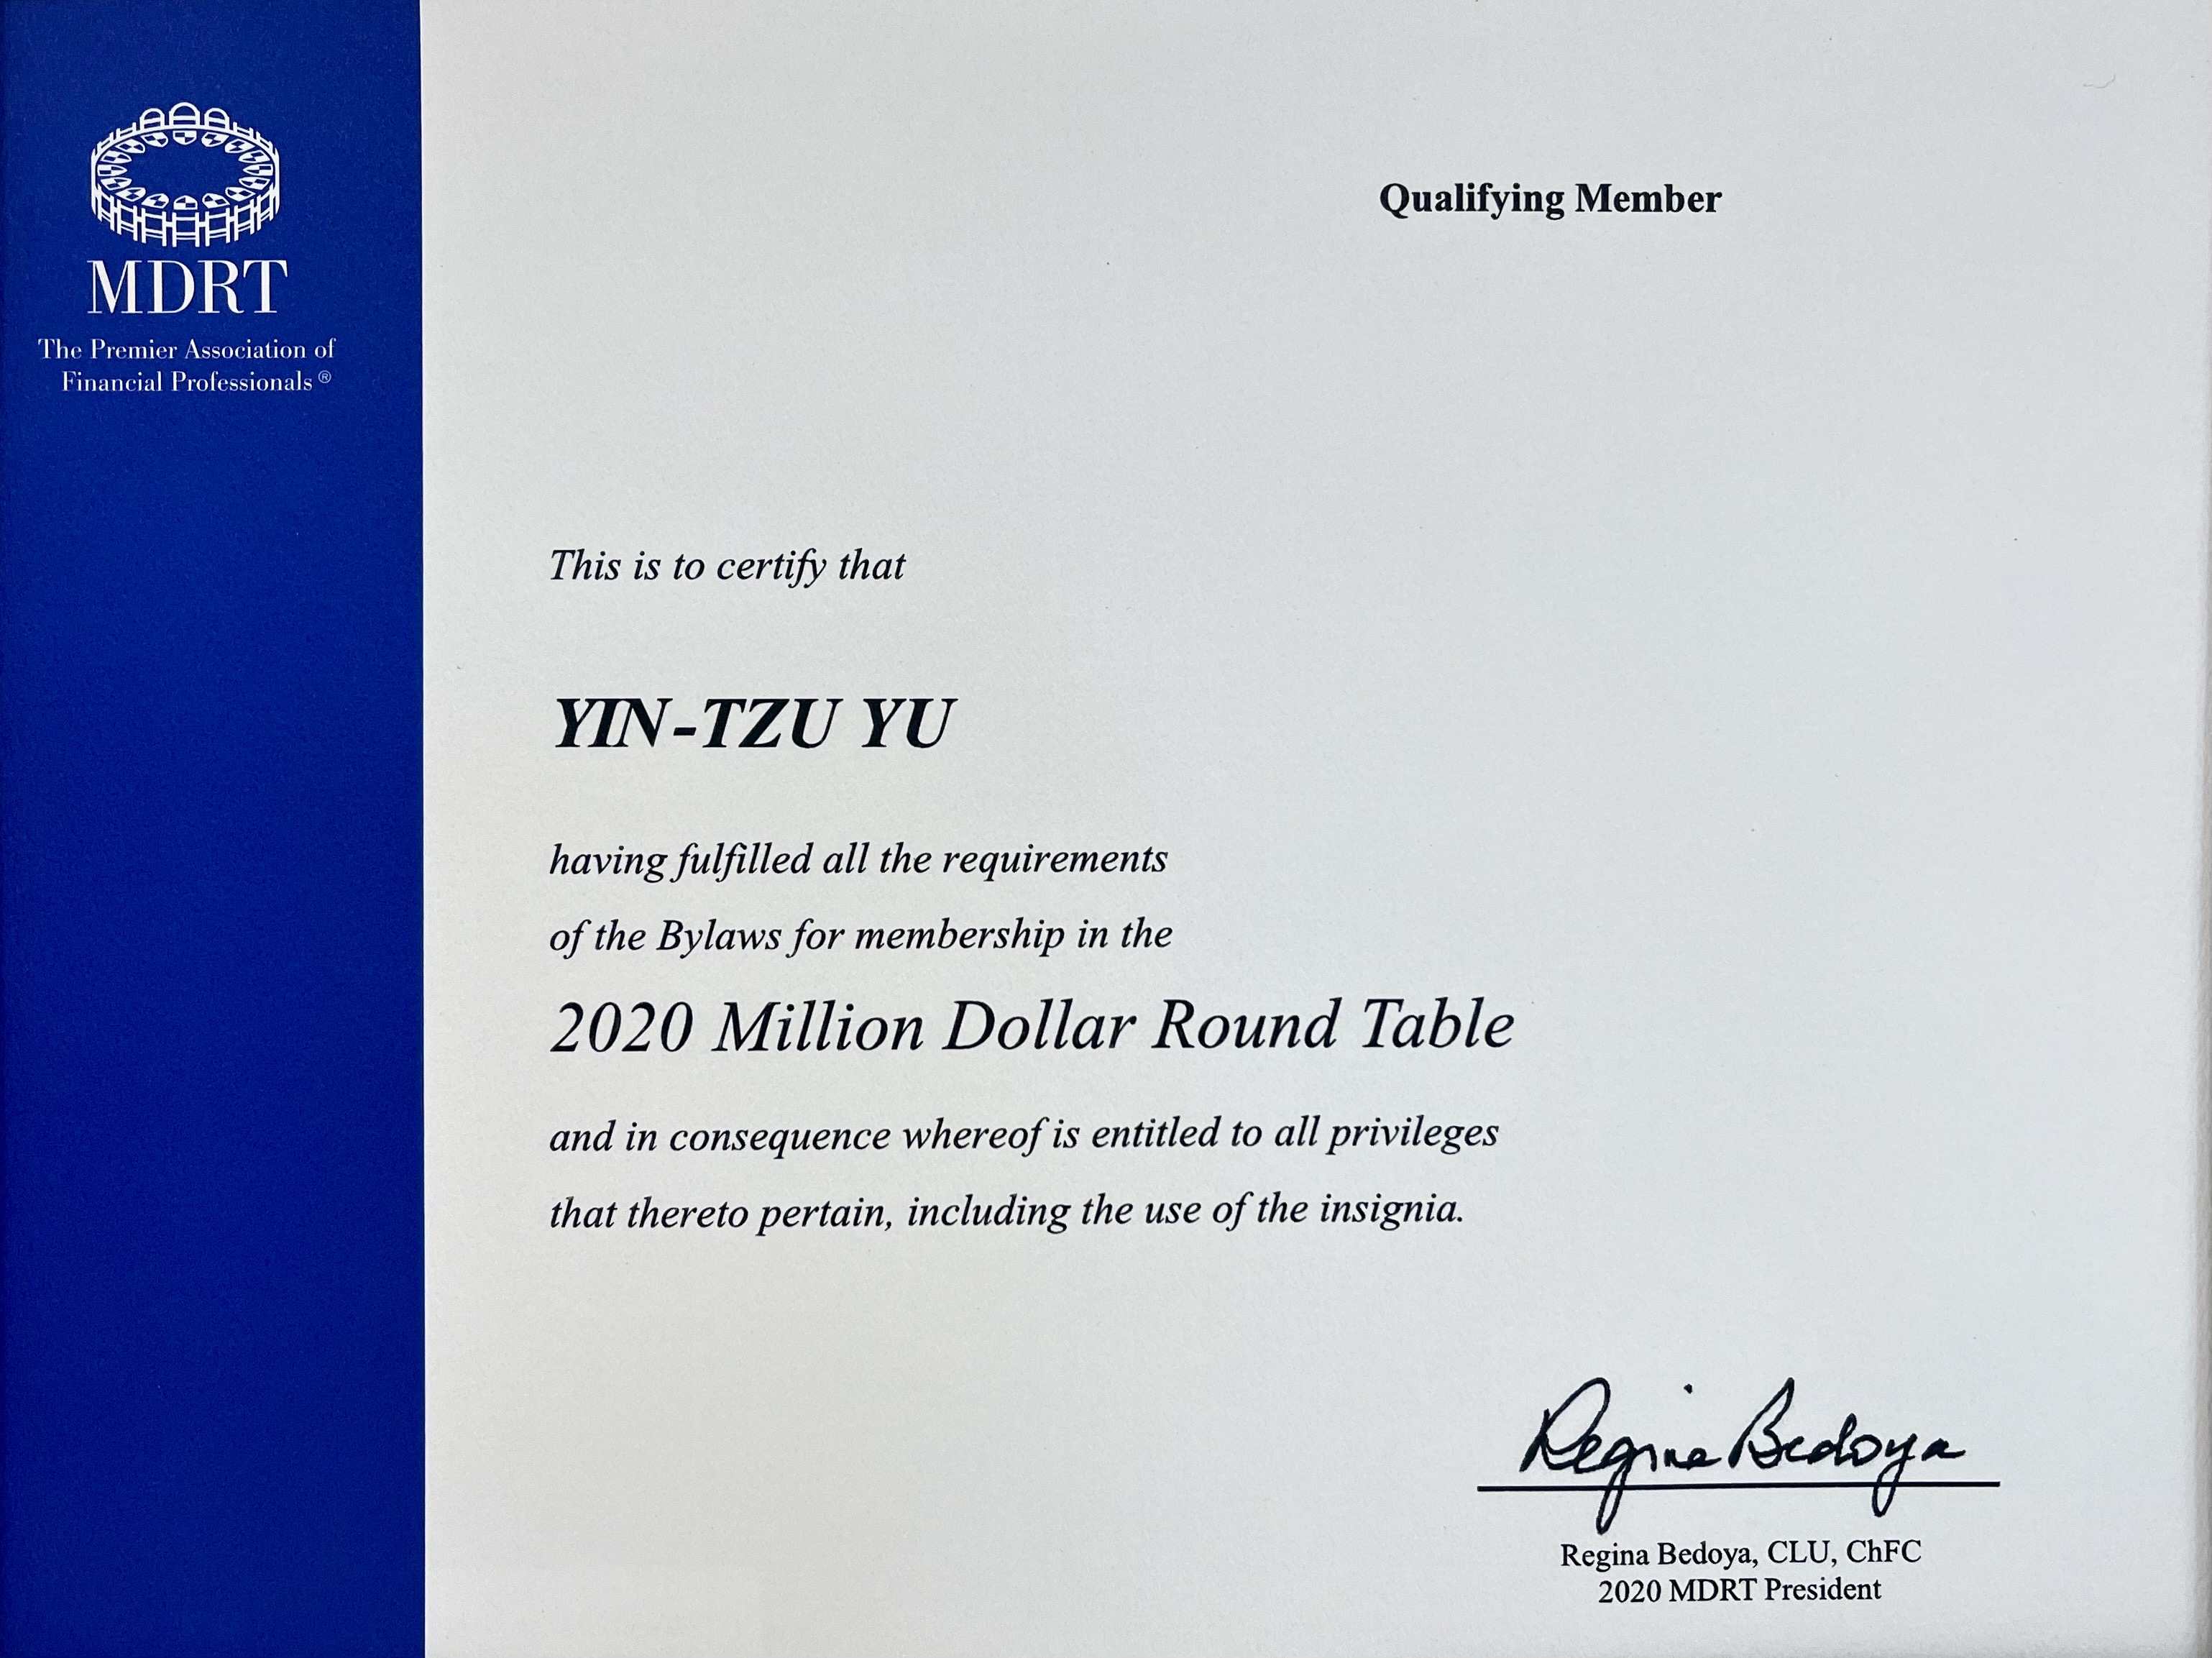 MDRT
The Premier Association of
Financial Professionals ®
Qualifying Member
This is to certify that
YIN-TZU YU
having fulfilled all the requirements
of the Bylaws for membership in the
2020 Million Dollar Round Table
and in consequence whereof is entitled to all privileges
that thereto pertain, including the use of the insignia.
Regina Bedoya
Regina Bedoya, CLU, ChFC
2020 MDRT President